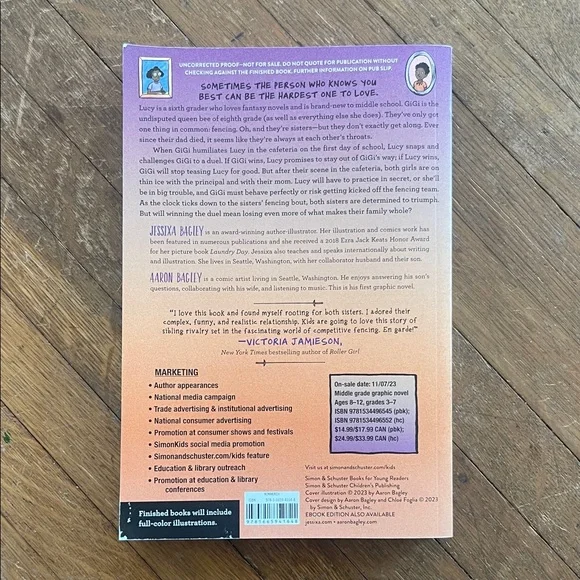 UNCORRECTED PROOF—NOT FOR SALE. DO NOT QUOTE FOR PUBLICATION WITHOUT
CHECKING AGAINST THE FINISHED BOOK. FURTHER INFORMATION ON PUB SLIP.
SOMETIMES THE PERSON WHO KNOWS YOU
BEST CAN BE THE HARDEST ONE TO LOVE.
Lucy is a sixth grader who loves fantasy novels and is brand-new to middle school. GiGi is the
undisputed queen bee of eighth grade (as well as everything else she does). They've only got
one thing in common: fencing. Oh, and they're sisters—but they don't exactly get along. Ever
since their dad died, it seems like they're always at each other's throats.
When GiGi humiliates Lucy in the cafeteria on the first day of school, Lucy snaps and
challenges GiGi to a duel. If GiGi wins, Lucy promises to stay out of GiGi's way; if Lucy wins,
GiGi will stop teasing Lucy for good. But after their scene in the cafeteria, both girls are on
thin ice with the principal and with their mom. Lucy will have to practice in secret, or she'll
be in big trouble, and GiGi must behave perfectly or risk getting kicked off the fencing team.
As the clock ticks down to the sisters' fencing bout, both sisters are determined to triumph.
But will winning the duel mean losing even more of what makes their family whole?
JESSIXA BAGLEY is an award-winning author-illustrator. Her illustration and comics work has
been featured in numerous publications and she received a 2018 Ezra Jack Keats Honor Award
for her picture book Laundry Day. Jessixa also teaches and speaks internationally about writing
and illustration. She lives in Seattle, Washington, with her collaborator husband and their son.
AARON BAGLEY is a comic artist living in Seattle, Washington. He enjoys answering his son's
questions, collaborating with his wife, and listening to music. This is his first graphic novel.
"I love this book and found myself rooting for both sisters. I adored their
complex, funny, and realistic relationship. Kids are going to love this story of
sibling rivalry set in the fascinating world of competitive fencing. En garde!"
—VICTORIA JAMIESON,
New York Times bestselling author of Roller Girl
MARKETING
• Author appearances
• National media campaign
• Trade advertising & institutional advertising
• National consumer advertising
• Promotion at consumer shows and festivals
• SimonKids social media promotion
• Simonandschuster.com/kids feature
• Education & library outreach
• Promotion at education & library
conferences
On-sale date: 11/07/23
Middle grade graphic novel
Ages 8–12, grades 3–7
ISBN 9781534496545 (pbk)
ISBN 9781534496552 (hc)
$14.99/$17.99 CAN (pbk);
$24.99/$33.99 CAN (hc)
Visit us at simonandschuster.com/kids
Simon & Schuster Books for Young Readers
Simon & Schuster Children's Publishing
Cover illustration © 2023 by Aaron Bagley
Cover design by Aaron Bagley and Chloë Foglia © 2023
by Simon & Schuster, Inc.
EBOOK EDITION ALSO AVAILABLE
jessixa.com • aaronbagley.com
Finished books will include
full-color illustrations.